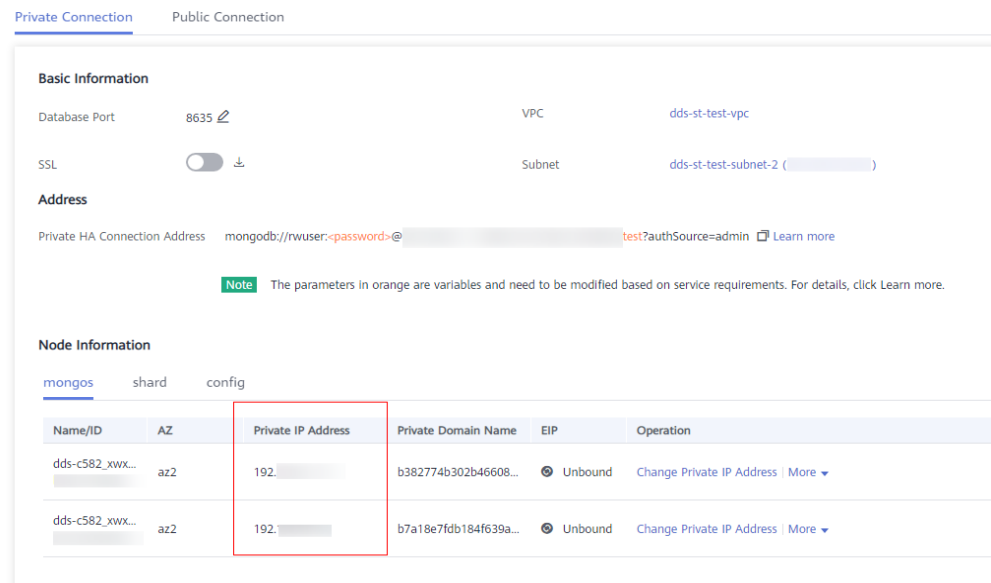 Private Connection Public Connection
Basic Information
Database Port 8635 VPC dds-st-test-vpc
SSL Subnet dds-st-test-subnet-2 ( )
Address
Private HA Connection Address mongodb://rwuser:<password>@ test?authSource=admin Learn more
Note The parameters in orange are variables and need to be modified based on service requirements. For details, click Learn more.
Node Information
mongos shard config
Name/ID AZ Private IP Address Private Domain Name EIP Operation
dds-c582_xwx... az2 192. b382774b302b46608... Unbound Change Private IP Address More
dds-c582_xwx... az2 192. b7a18e7fdb184f639a... Unbound Change Private IP Address More